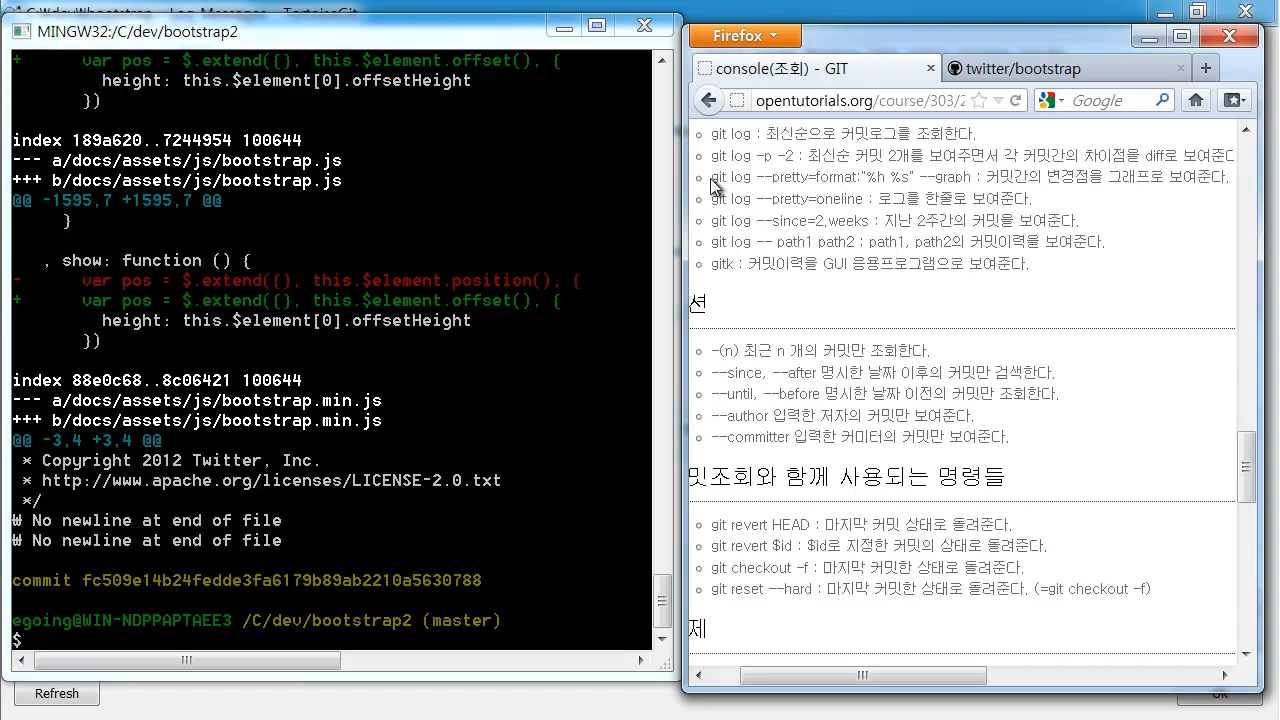 MINGW32:/C/dev/bootstrap2
+       var pos = $.extend({}, this.$element.offset(), {
          height: this.$element[0].offsetHeight
        })
index 189a620..7244954 100644
--- a/docs/assets/js/bootstrap.js
+++ b/docs/assets/js/bootstrap.js
@@ -1595,7 +1595,7 @@
      }
    , show: function () {
-       var pos = $.extend({}, this.$element.position(), {
+       var pos = $.extend({}, this.$element.offset(), {
          height: this.$element[0].offsetHeight
        })
index 88e0c68..8c06421 100644
--- a/docs/assets/js/bootstrap.min.js
+++ b/docs/assets/js/bootstrap.min.js
@@ -3,4 +3,4 @@
 * Copyright 2012 Twitter, Inc.
 * http://www.apache.org/licenses/LICENSE-2.0.txt
 */
₩ No newline at end of file
₩ No newline at end of file
commit fc509e14b24fedde3fa6179b89ab2210a5630788
egoing@WIN-NDPPAPTAEE3 /C/dev/bootstrap2 (master)
$
Refresh
Firefox
console(조회) - GIT
twitter/bootstrap
opentutorials.org/course/303/2
Google
git log : 최신순으로 커밋로그를 조회한다.
git log -p -2 : 최신순 커밋 2개를 보여주면서 각 커밋간의 차이점을 diff로 보여준다
git log --pretty=format:"%h %s" --graph : 커밋간의 변경점을 그래프로 보여준다.
git log --pretty=oneline : 로그를 한줄로 보여준다.
git log --since=2.weeks : 지난 2주간의 커밋을 보여준다.
git log -- path1 path2 : path1, path2의 커밋이력을 보여준다.
gitk : 커밋이력을 GUI 응용프로그램으로 보여준다.
션
-(n) 최근 n 개의 커밋만 조회한다.
--since, --after 명시한 날짜 이후의 커밋만 검색한다.
--until, --before 명시한 날짜 이전의 커밋만 조회한다.
--author 입력한 저자의 커밋만 보여준다.
--committer 입력한 커미터의 커밋만 보여준다.
밋조회와 함께 사용되는 명령들
git revert HEAD : 마지막 커밋 상태로 돌려준다.
git revert $id : $id로 지정한 커밋의 상태로 돌려준다.
git checkout -f : 마지막 커밋한 상태로 돌려준다.
git reset --hard : 마지막 커밋한 상태로 돌려준다. (=git checkout -f)
제